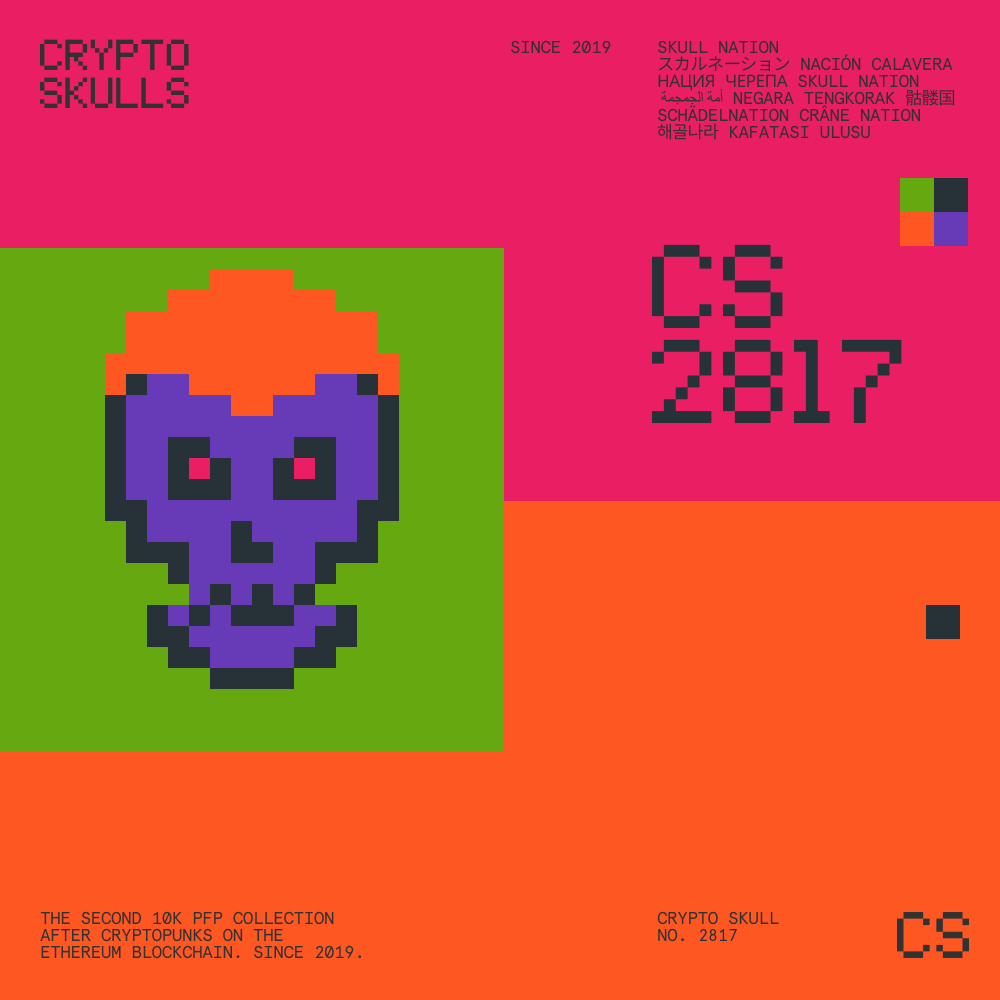 CRYPTO
SKULLS
SINCE 2019
SKULL NATION
スカルネーション NACIÓN CALAVERA
НАЦИЯ ЧЕРЕПА SKULL NATION
أمة الجمجمة NEGARA TENGKORAK 骷髅国
SCHÄDELNATION CRÂNE NATION
해골나라 KAFATASI ULUSU
CS
2817
THE SECOND 10K PFP COLLECTION
AFTER CRYPTOPUNKS ON THE
ETHEREUM BLOCKCHAIN. SINCE 2019.
CRYPTO SKULL
NO. 2817
CS